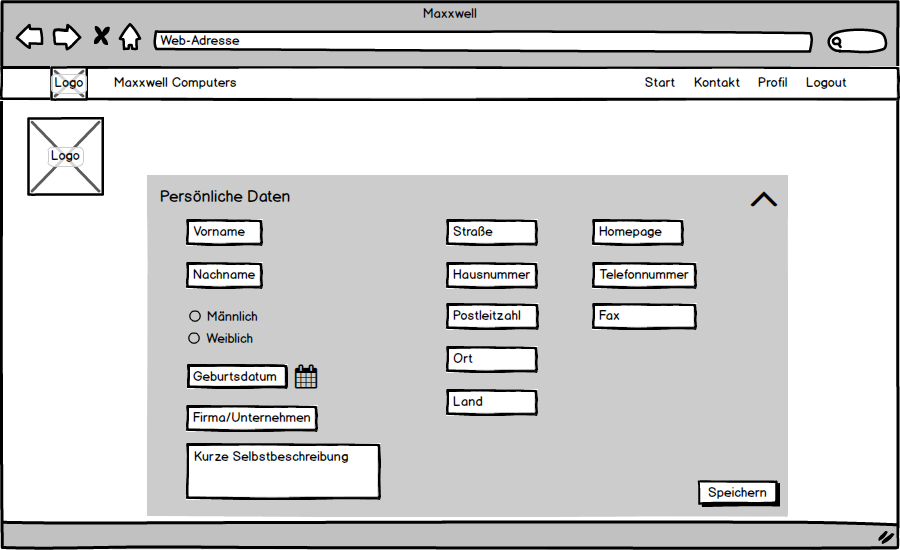 Maxxwell
Web-Adresse
Logo Maxxwell Computers Start Kontakt Profil Logout
Logo
Persönliche Daten
Vorname
Nachname
Männlich
Weiblich
Geburtsdatum
Firma/Unternehmen
Kurze Selbstbeschreibung
Straße
Hausnummer
Postleitzahl
Ort
Land
Homepage
Telefonnummer
Fax
Speichern